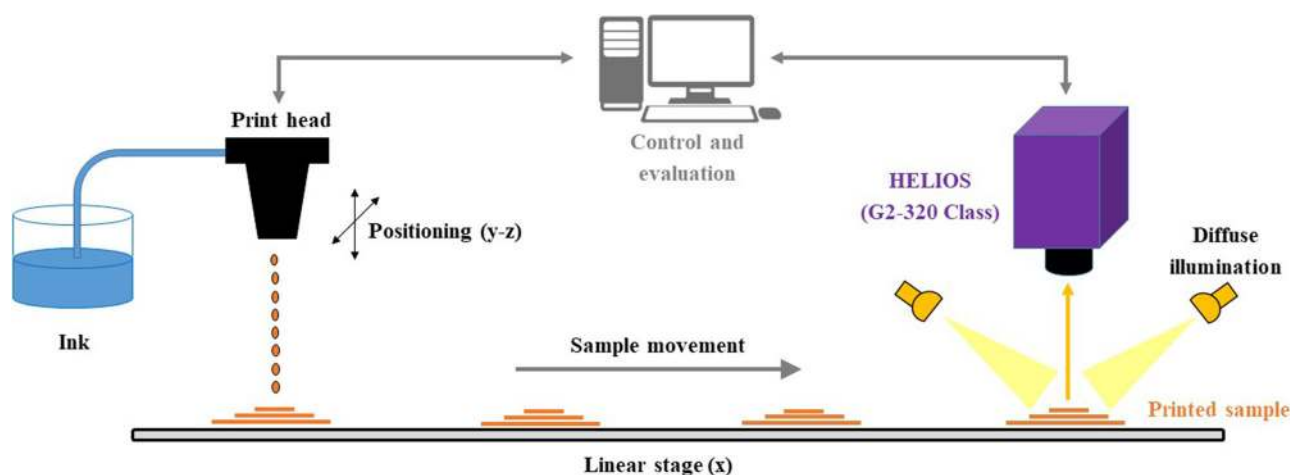 Print head
Control and
evaluation
HELIOS
(G2-320 Class)
Positioning (y-z)
Diffuse
illumination
Ink
Sample movement
Printed sample
Linear stage (x)